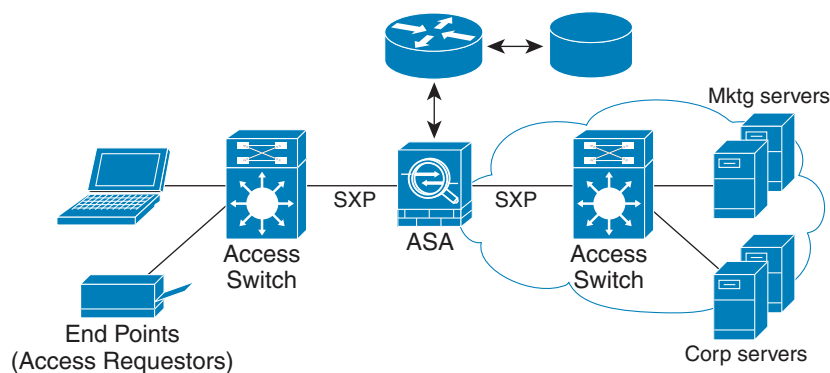 Mktg servers
SXP
SXP
ASA
Access
Switch
Access
Switch
End Points
(Access Requestors)
Corp servers